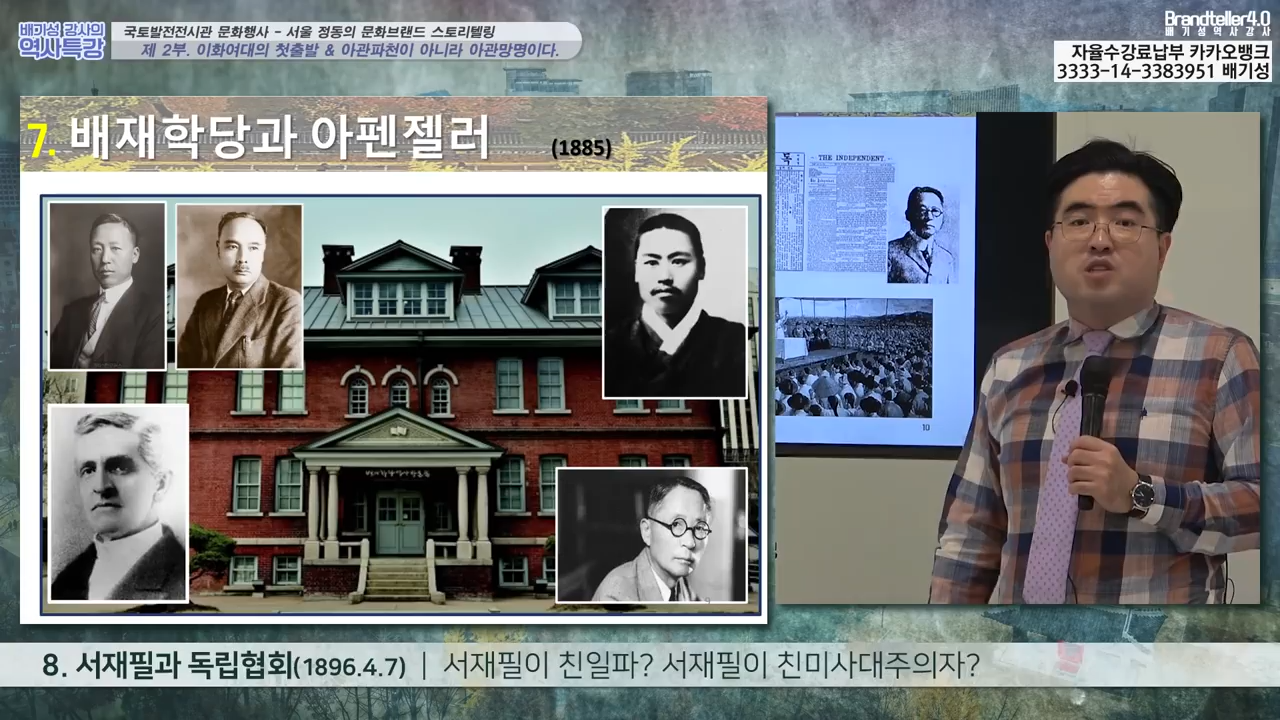 배기성 강사의
역사특강
국토발전전시관 문화행사 - 서울 정동의 문화브랜드 스토리텔링
제 2부. 이화여대의 첫출발 & 아관파천이 아니라 아관망명이다.
Brandteller4.0
배기성역사강사
자율수강료납부 카카오뱅크
3333-14-3383951 배기성
7. 배재학당과 아펜젤러 (1885)
THE INDEPENDENT.
10
8. 서재필과 독립협회(1896.4.7) | 서재필이 친일파? 서재필이 친미사대주의자?